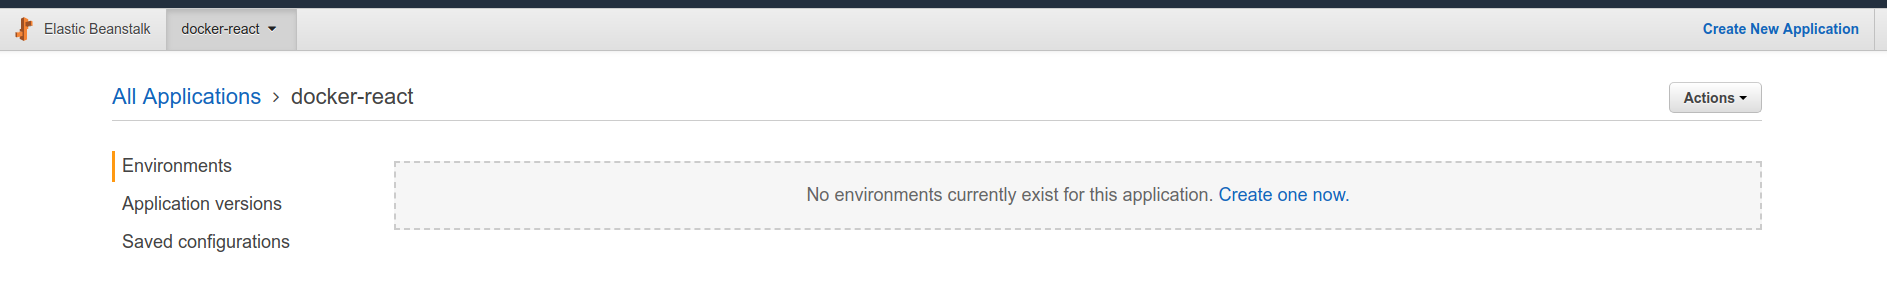 Elastic Beanstalk docker-react Create New Application
All Applications > docker-react Actions
Environments
No environments currently exist for this application. Create one now.
Application versions
Saved configurations